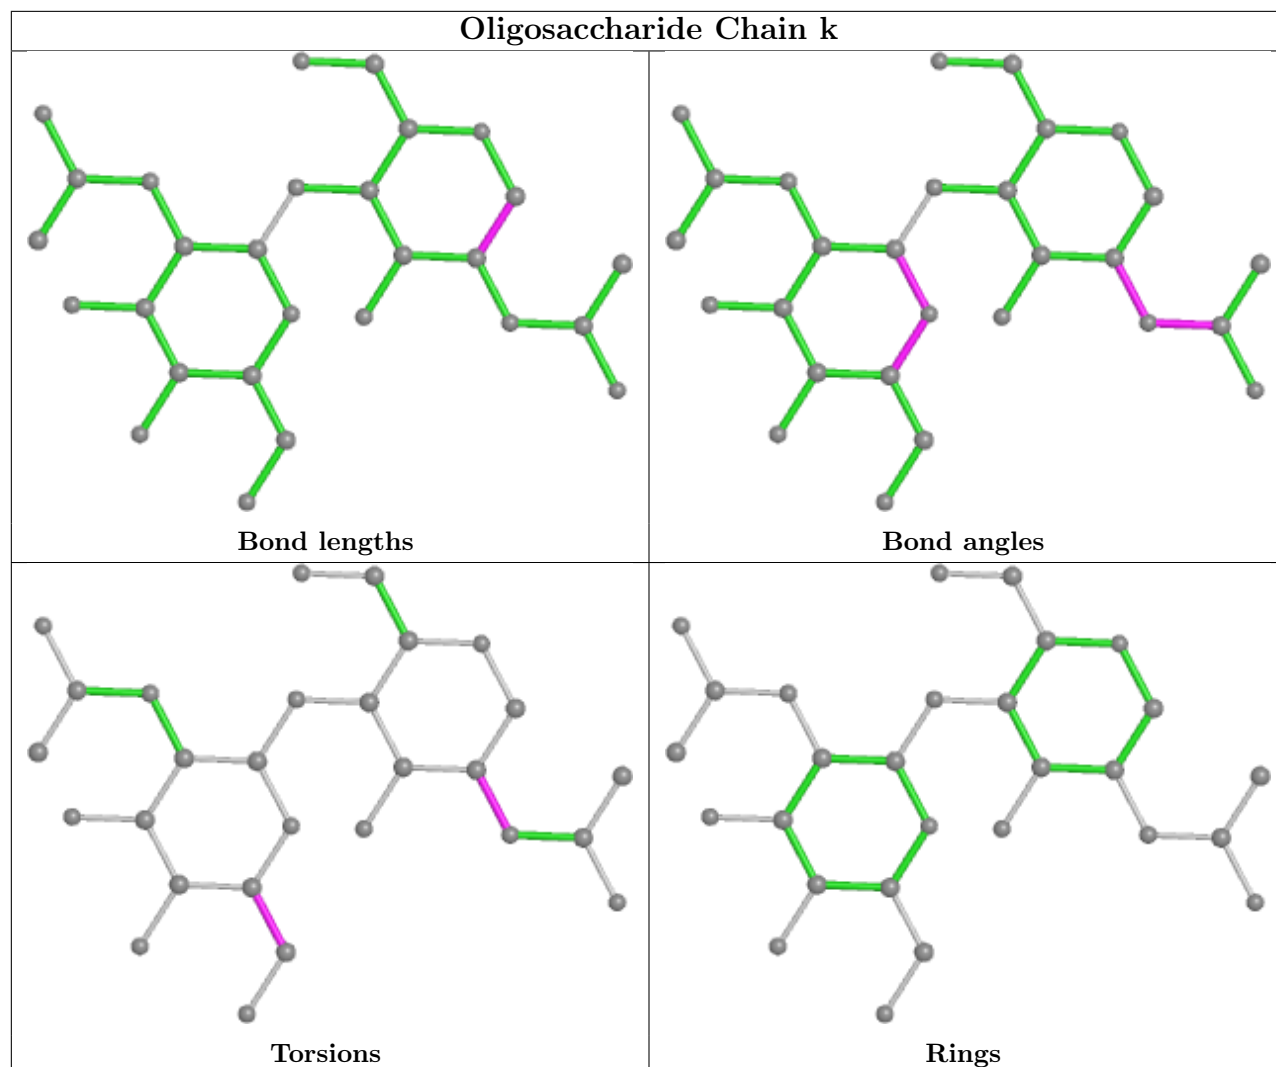 Oligosaccharide Chain k
Bond lengths
Bond angles
Torsions
Rings